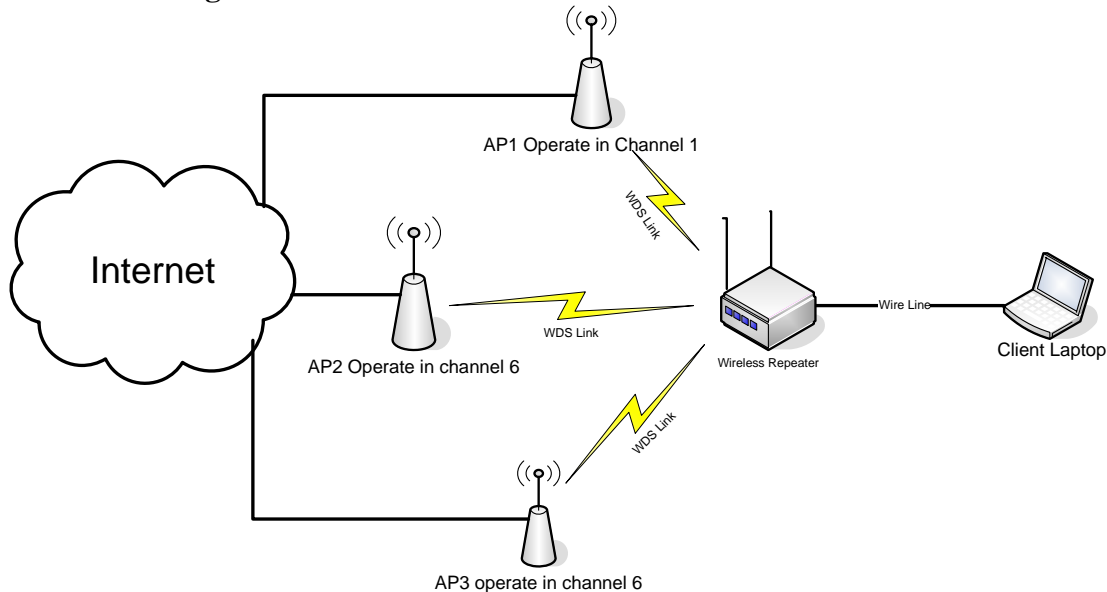 AP1 Operate in Channel 1
WDS Link
Internet
WDS Link
AP2 Operate in channel 6
Wire Line
Wireless Repeater
Client Laptop
WDS Link
AP3 operate in channel 6